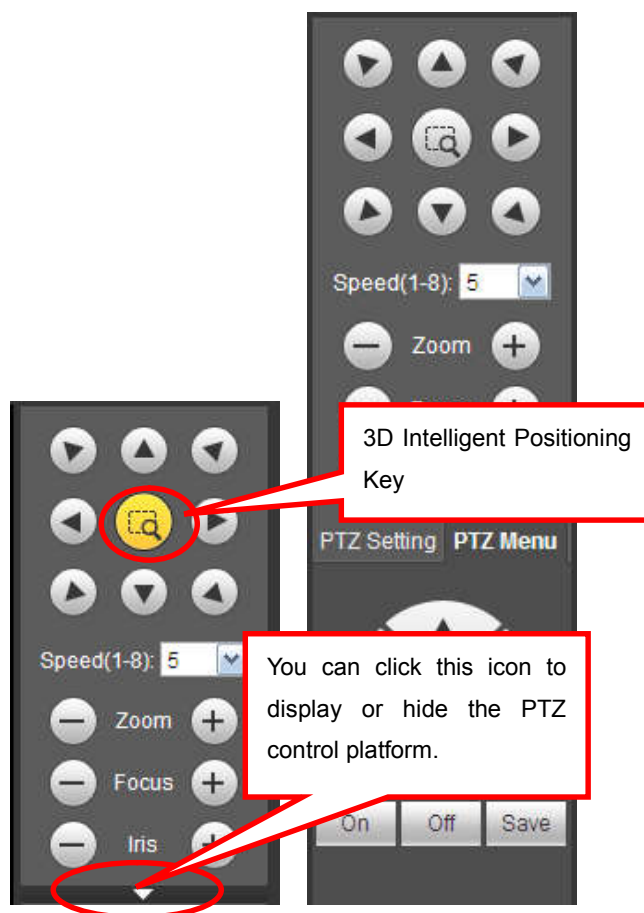 Speed(1-8): 5
Zoom
3D Intelligent Positioning
Key
PTZ Setting PTZ Menu
Speed(1-8): 5
Zoom
Focus
Iris
You can click this icon to
display or hide the PTZ
control platform.
On Off Save